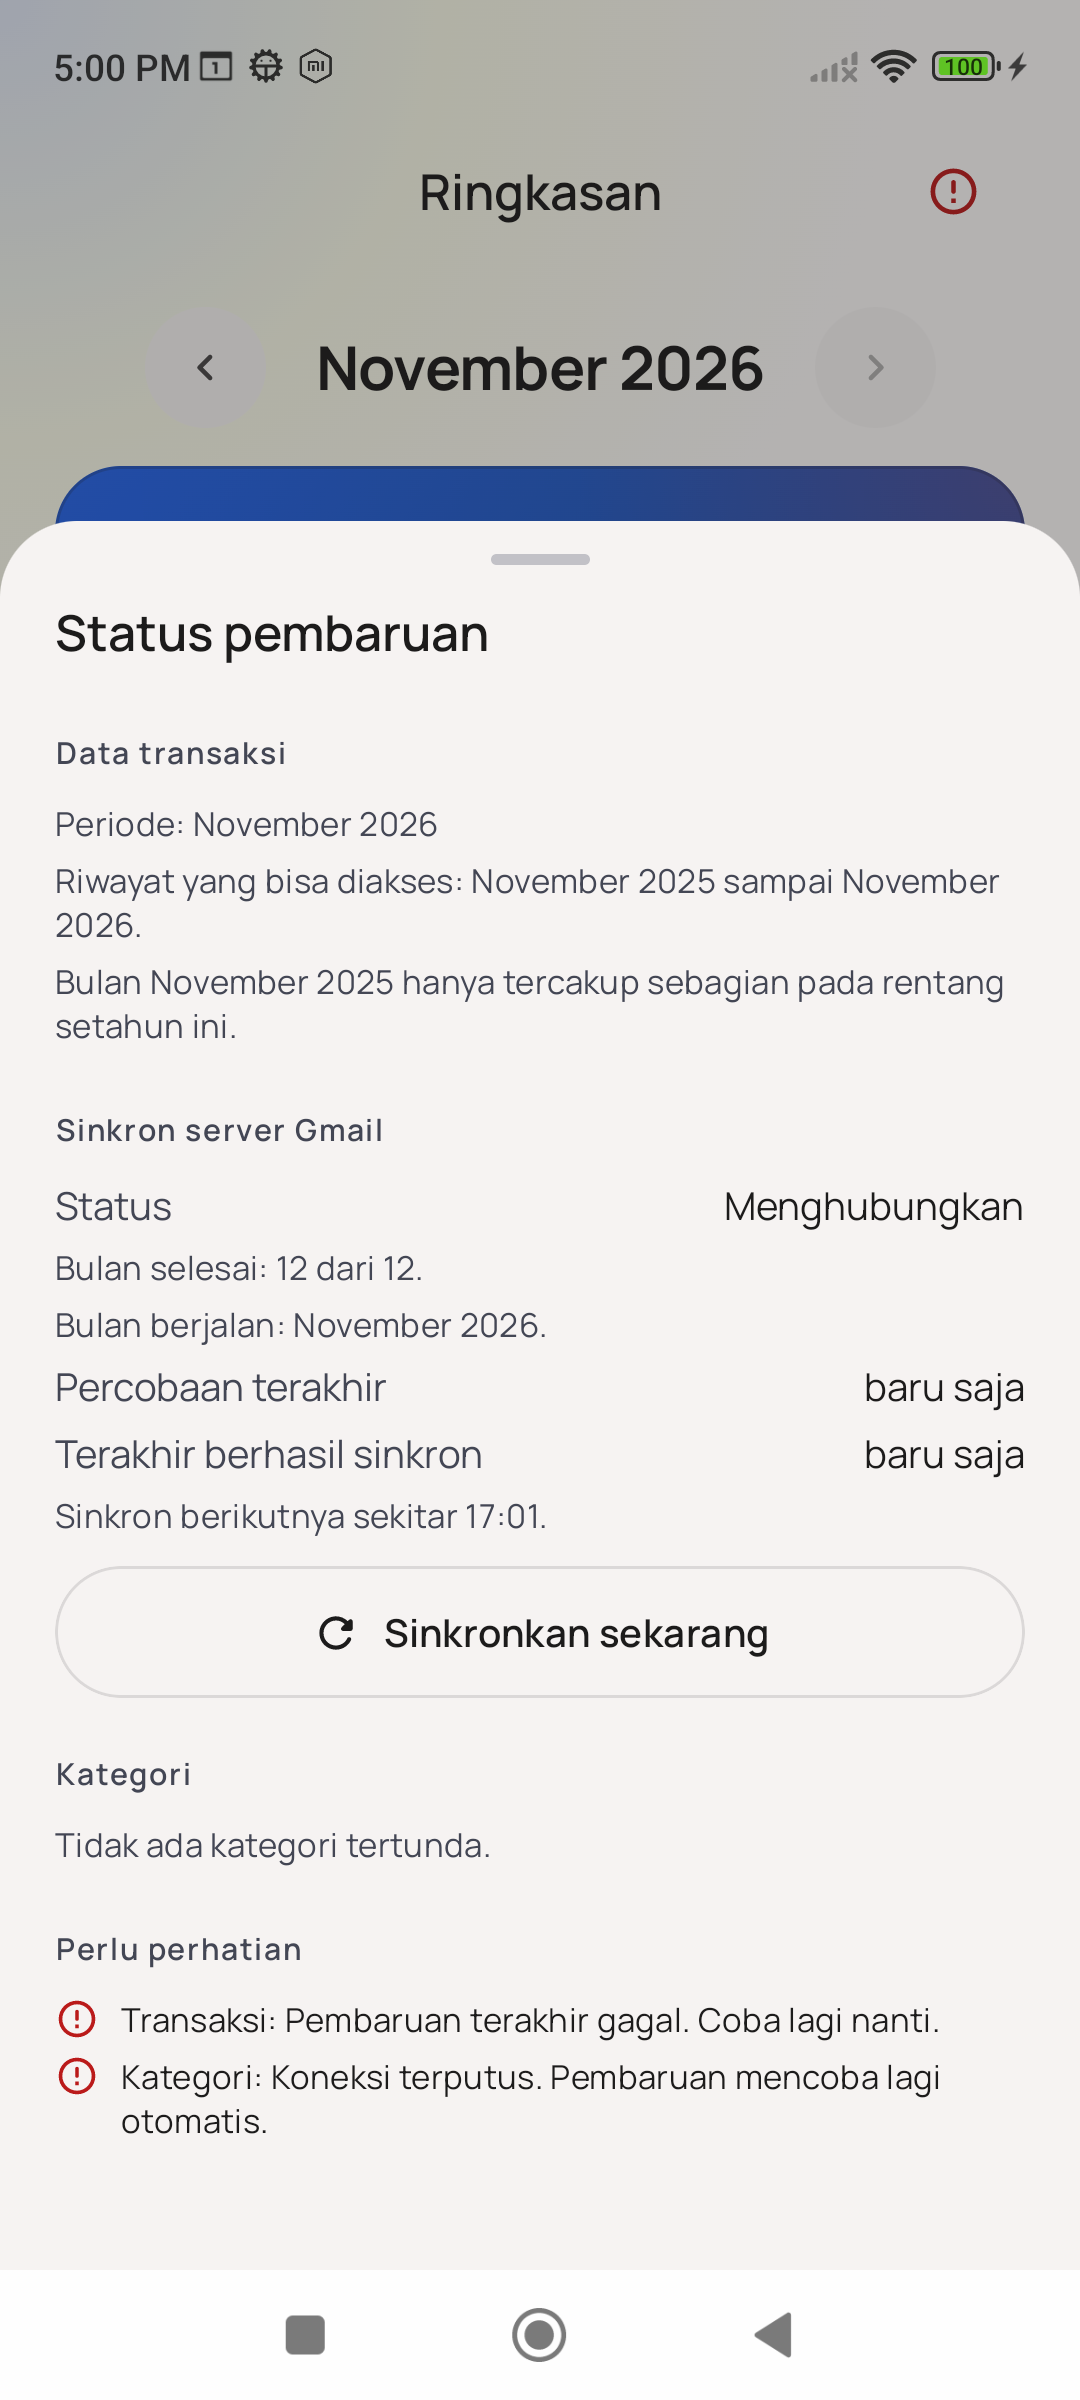 5:00 PM
100
Ringkasan
November 2026
Status pembaruan
Data transaksi
Periode: November 2026
Riwayat yang bisa diakses: November 2025 sampai November
2026.
Bulan November 2025 hanya tercakup sebagian pada rentang
setahun ini.
Sinkron server Gmail
Status Menghubungkan
Bulan selesai: 12 dari 12.
Bulan berjalan: November 2026.
Percobaan terakhir baru saja
Terakhir berhasil sinkron baru saja
Sinkron berikutnya sekitar 17:01.
Sinkronkan sekarang
Kategori
Tidak ada kategori tertunda.
Perlu perhatian
Transaksi: Pembaruan terakhir gagal. Coba lagi nanti.
Kategori: Koneksi terputus. Pembaruan mencoba lagi
otomatis.